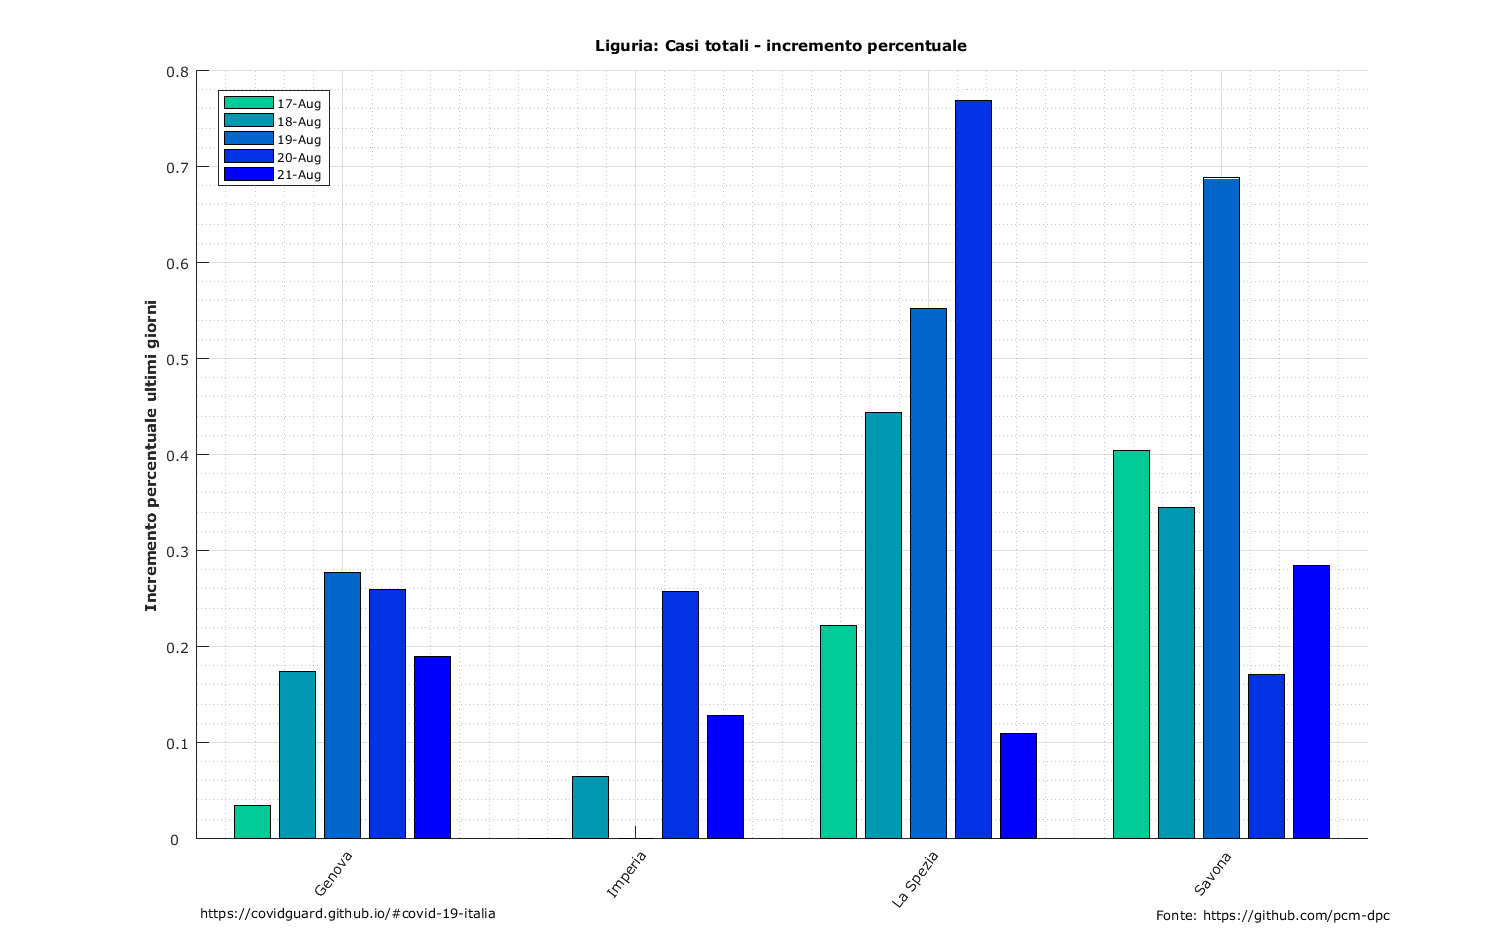 Liguria: Casi totali - incremento percentuale
17-Aug
18-Aug
19-Aug
20-Aug
21-Aug
Incremento percentuale ultimi giorni
0.8
0.7
0.6
0.5
0.4
0.3
0.2
0.1
0
Genova
Imperia
La Spezia
Savona
https://covidguard.github.io/#covid-19-italia
Fonte: https://github.com/pcm-dpc